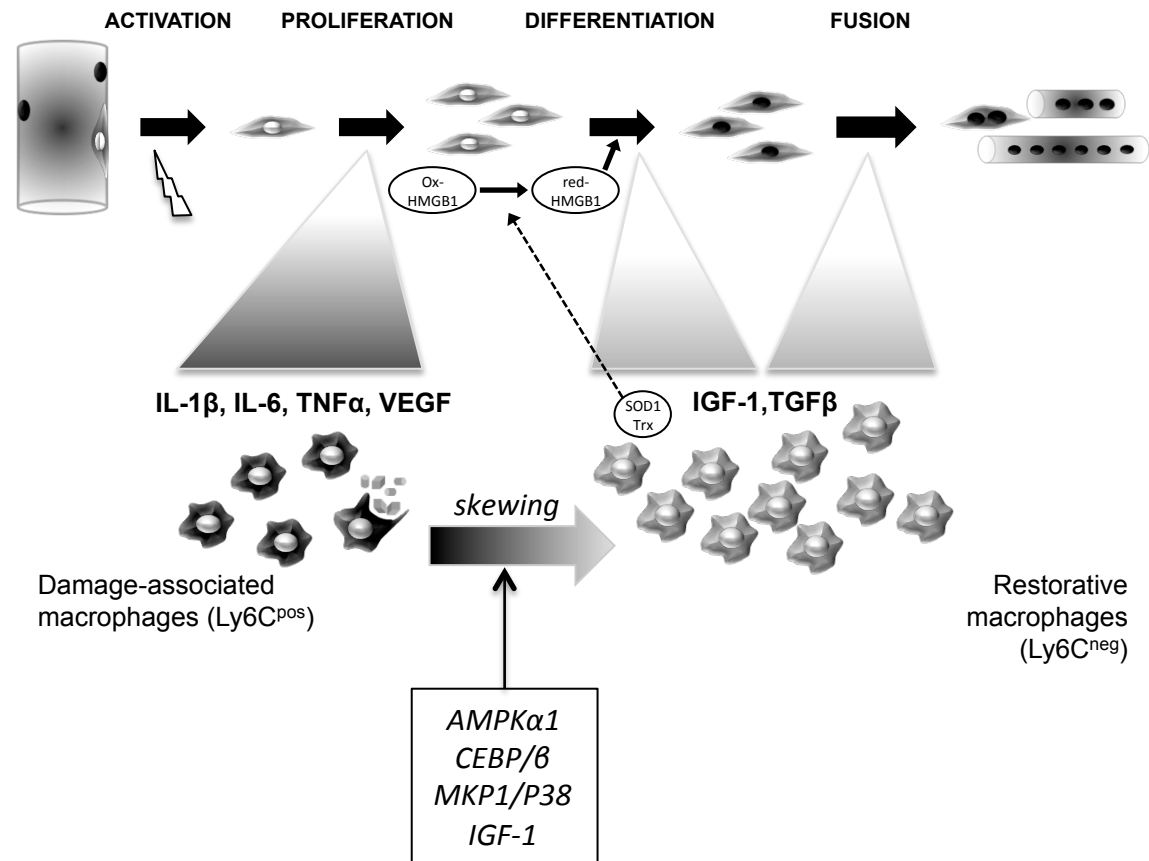 ACTIVATION PROLIFERATION DIFFERENTIATION FUSION
Ox-
HMGB1
red-
HMGB1
IL-1β, IL-6, TNFα, VEGF
SOD1
Trx
IGF-1,TGFβ
skewing
Damage-associated
macrophages (Ly6Cpos)
Restorative
macrophages
(Ly6Cneg)
AMPKα1
CEBP/β
MKP1/P38
IGF-1